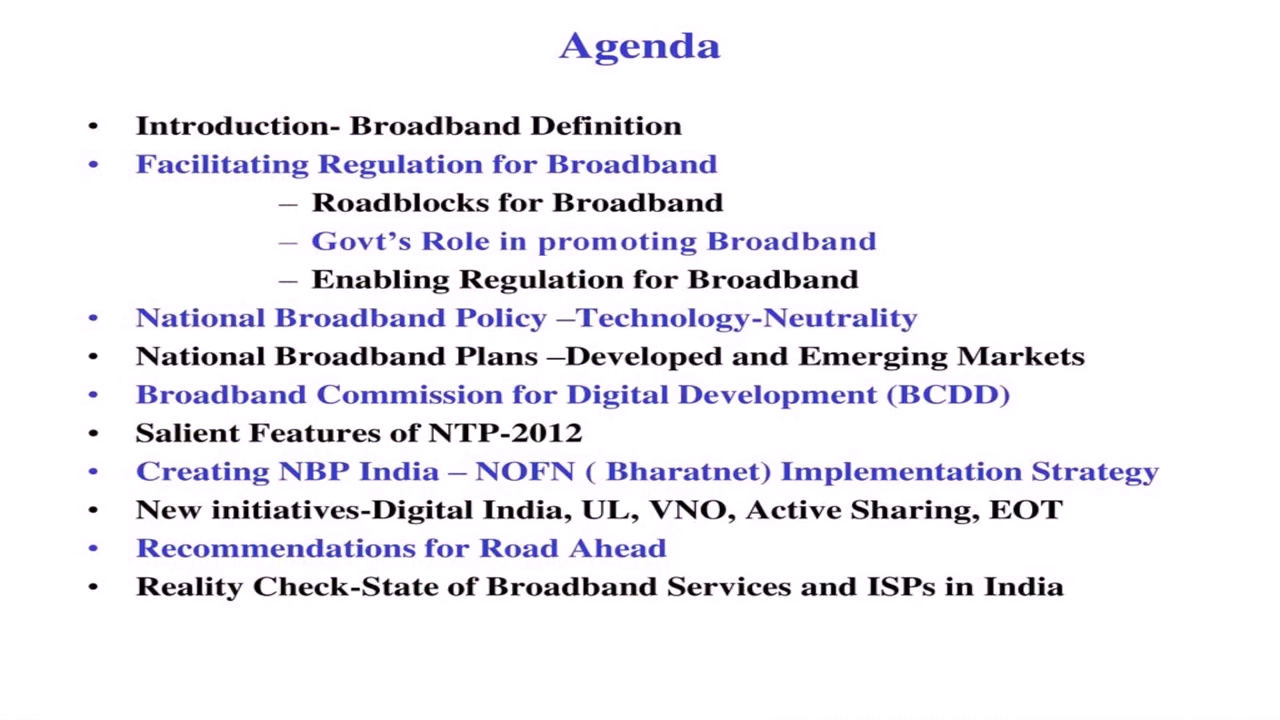 Agenda
• Introduction- Broadband Definition
• Facilitating Regulation for Broadband
– Roadblocks for Broadband
– Govt’s Role in promoting Broadband
– Enabling Regulation for Broadband
• National Broadband Policy –Technology-Neutrality
• National Broadband Plans –Developed and Emerging Markets
• Broadband Commission for Digital Development (BCDD)
• Salient Features of NTP-2012
• Creating NBP India – NOFN ( Bharatnet) Implementation Strategy
• New initiatives-Digital India, UL, VNO, Active Sharing, EOT
• Recommendations for Road Ahead
• Reality Check-State of Broadband Services and ISPs in India